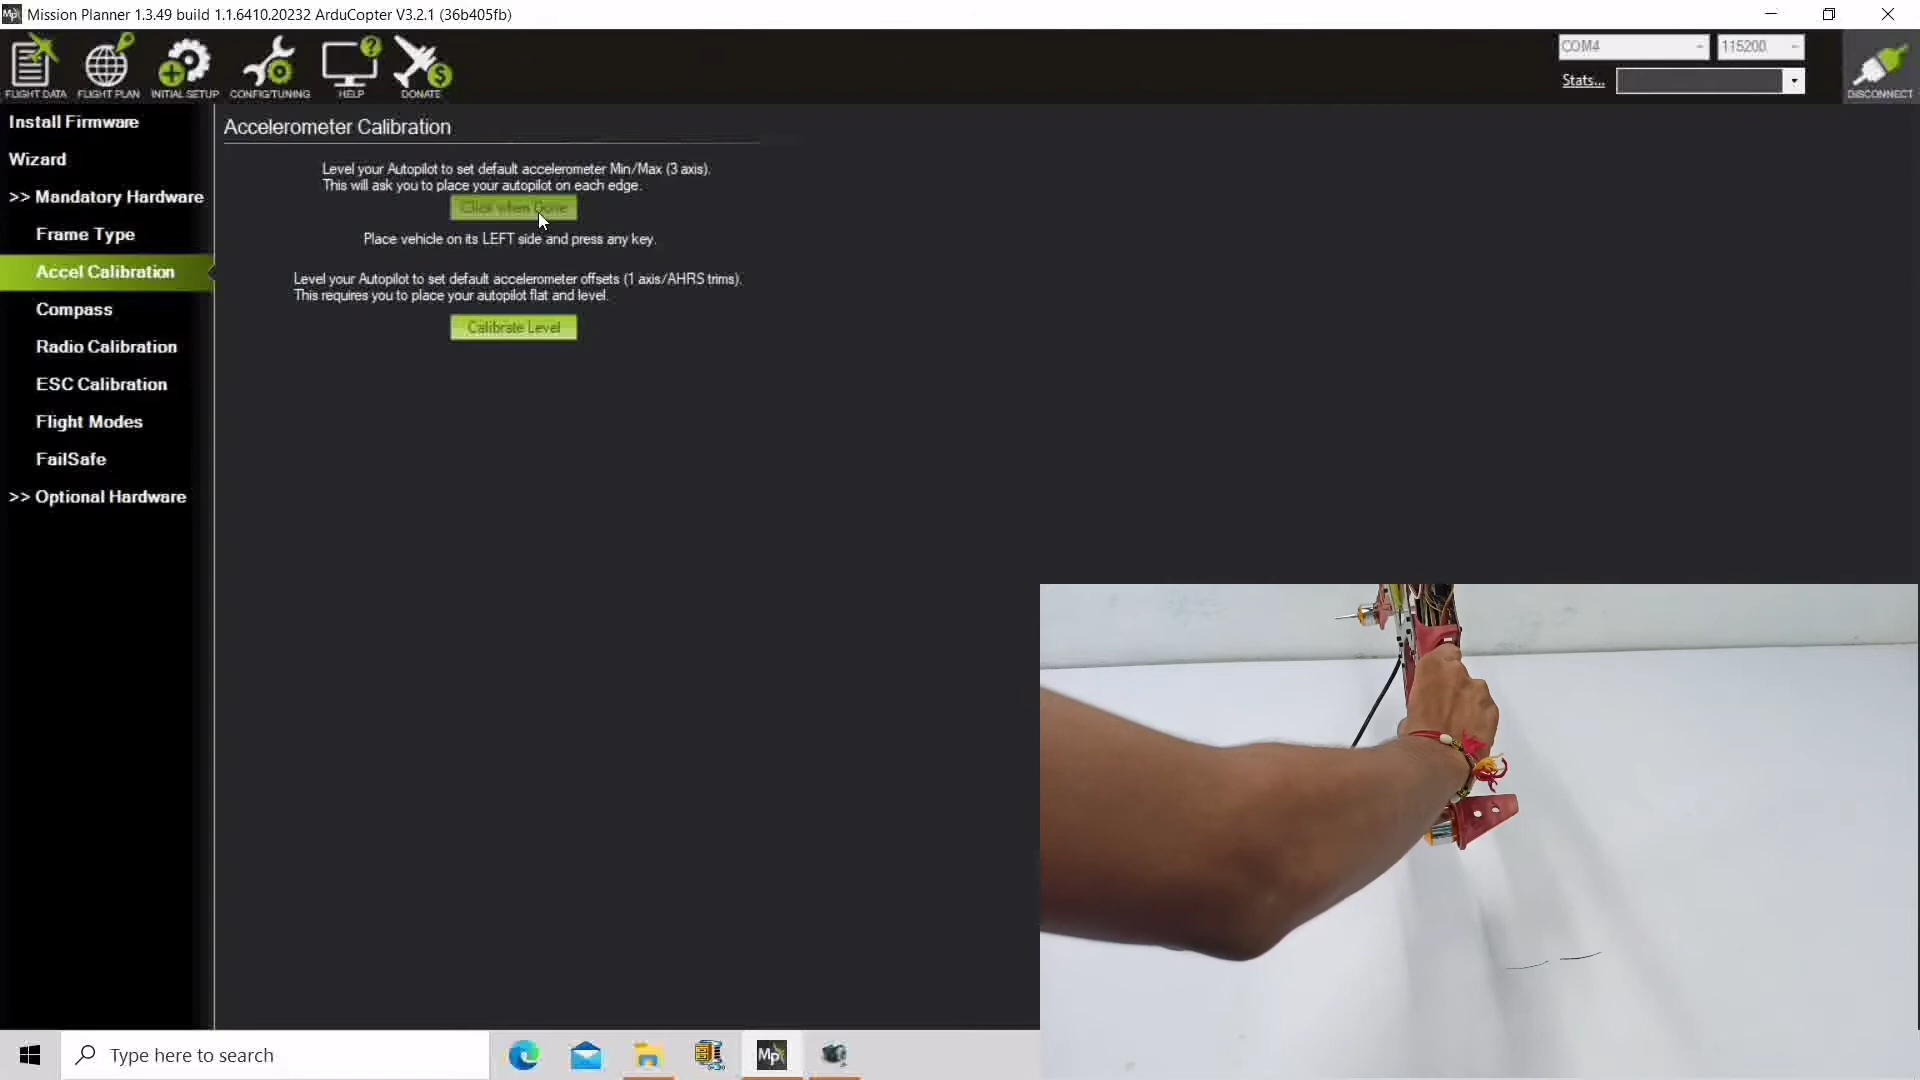 Mission Planner 1.3.49 build 1.1.6410.20232 ArduCopter V3.2.1 (36b405fb)
FLIGHT DATA
FLIGHT PLAN
INITIAL SETUP
CONFIG/TUNING
HELP
DONATE
COM4
115200
Stats...
DISCONNECT
Install Firmware
Wizard
>> Mandatory Hardware
Frame Type
Accel Calibration
Compass
Radio Calibration
ESC Calibration
Flight Modes
FailSafe
>> Optional Hardware
Accelerometer Calibration
Level your Autopilot to set default accelerometer Min/Max (3 axis).
This will ask you to place your autopilot on each edge.
Click when Done
Place vehicle on its LEFT side and press any key.
Level your Autopilot to set default accelerometer offsets (1 axis/AHRS trims).
This requires you to place your autopilot flat and level.
Calibrate Level
Type here to search
Mp